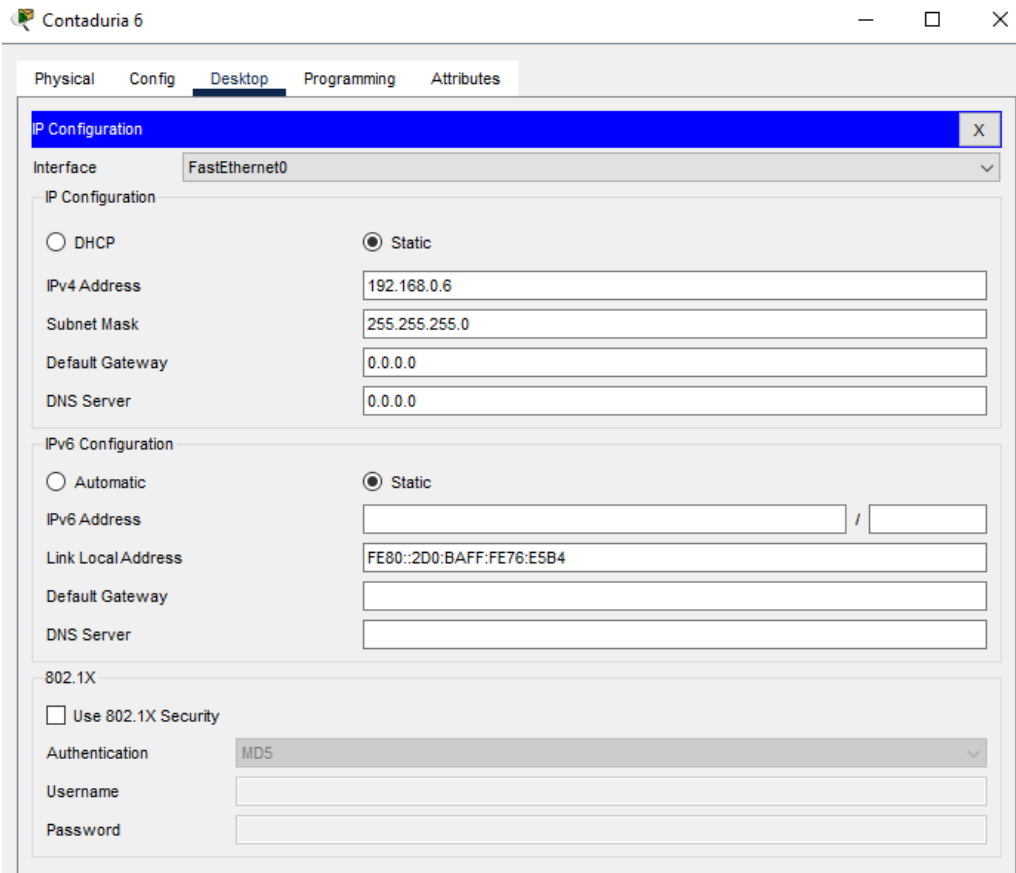 Contaduria 6
Physical Config Desktop Programming Attributes
IP Configuration X
Interface FastEthernet0
IP Configuration
DHCP Static
IPv4 Address 192.168.0.6
Subnet Mask 255.255.255.0
Default Gateway 0.0.0.0
DNS Server 0.0.0.0
IPv6 Configuration
Automatic Static
IPv6 Address /
Link Local Address FE80::2D0:BAFF:FE76:E5B4
Default Gateway
DNS Server
802.1X
Use 802.1X Security
Authentication MD5
Username
Password